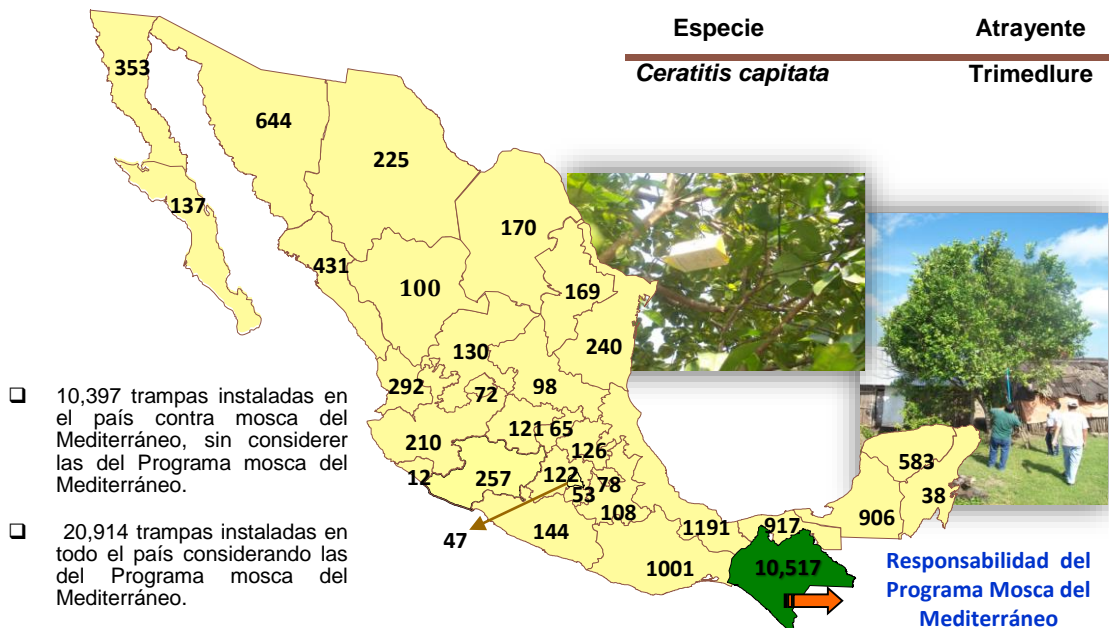 Especie Atrayente
Ceratitis capitata Trimedlure
353
644
225
137
170
431
100
169
240
130
292
72
98
❑ 10,397 trampas instaladas en
el país contra mosca del
Mediterráneo, sin considerer
las del Programa mosca del
Mediterráneo.
210
121 65
126
12
257
122
78
53
108
583
38
906
❑ 20,914 trampas instaladas en
todo el país considerando las
del Programa mosca del
Mediterráneo.
47
144
1191
917
1001
10,517
Responsabilidad del
Programa Mosca del
Mediterráneo